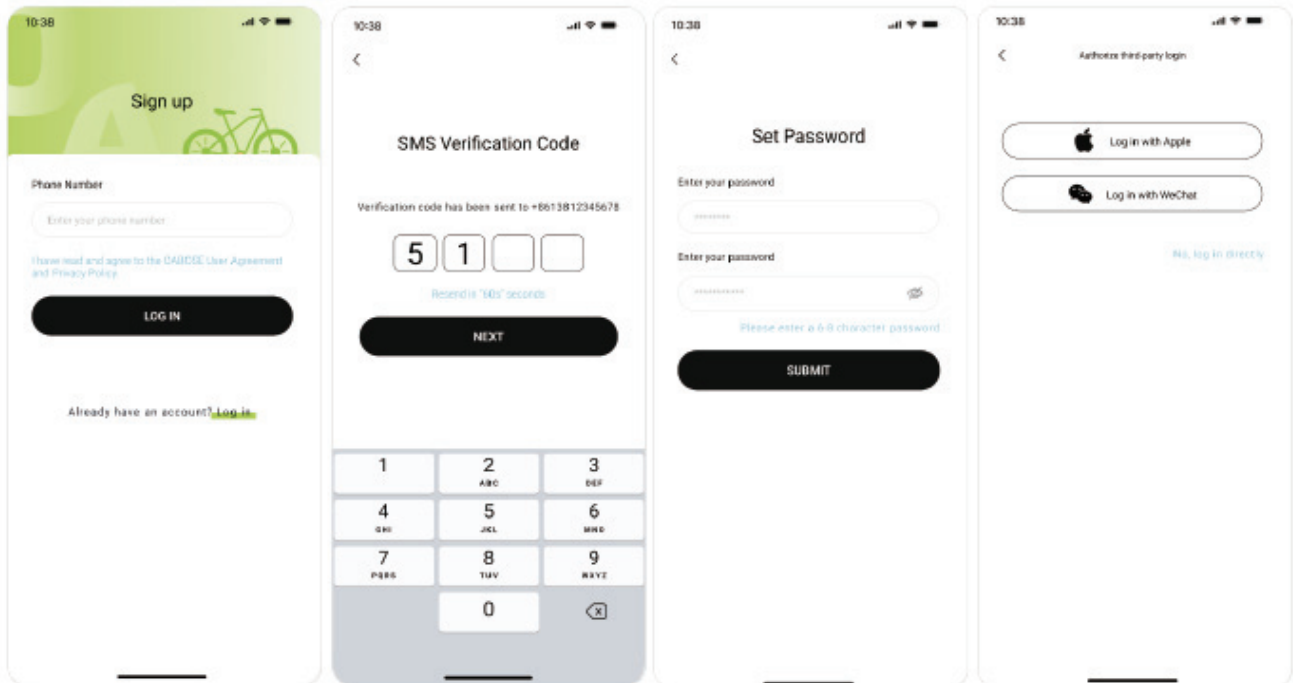 10:38
Sign up
Phone Number
Enter your phone number
I have read and agree to the CABOSE User Agreement
and Privacy Policy.
LOG IN
Already have an account? Log in
10:38
SMS Verification Code
Verification code has been sent to +8613812345678
5 1
Resend in "60s" seconds
NEXT
1 2 3
ABC DEF
4 5 6
GHI JKL MNO
7 8 9
PQRS TUV WXYZ
0
10:38
Set Password
Enter your password
********
Enter your password
***********
Please enter a 6-8 character password
SUBMIT
10:38
Authorize third-party login
Log in with Apple
Log in with WeChat
No, log in directly